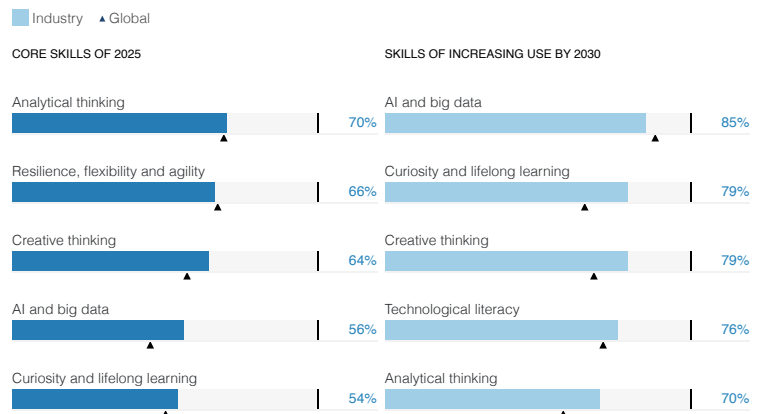 Industry Global
CORE SKILLS OF 2025
Analytical thinking
70%
Resilience, flexibility and agility
66%
Creative thinking
64%
AI and big data
56%
Curiosity and lifelong learning
54%
SKILLS OF INCREASING USE BY 2030
AI and big data
85%
Curiosity and lifelong learning
79%
Creative thinking
79%
Technological literacy
76%
Analytical thinking
70%